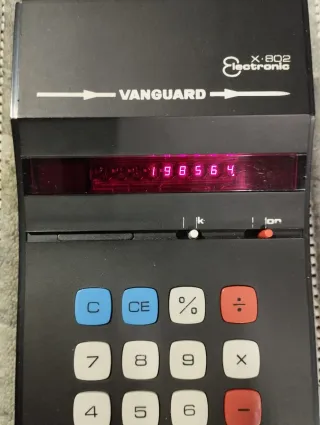 X·802
Electronic
VANGUARD
198564.
k on
C CE % ÷
7 8 9 ×
4 5 6 −